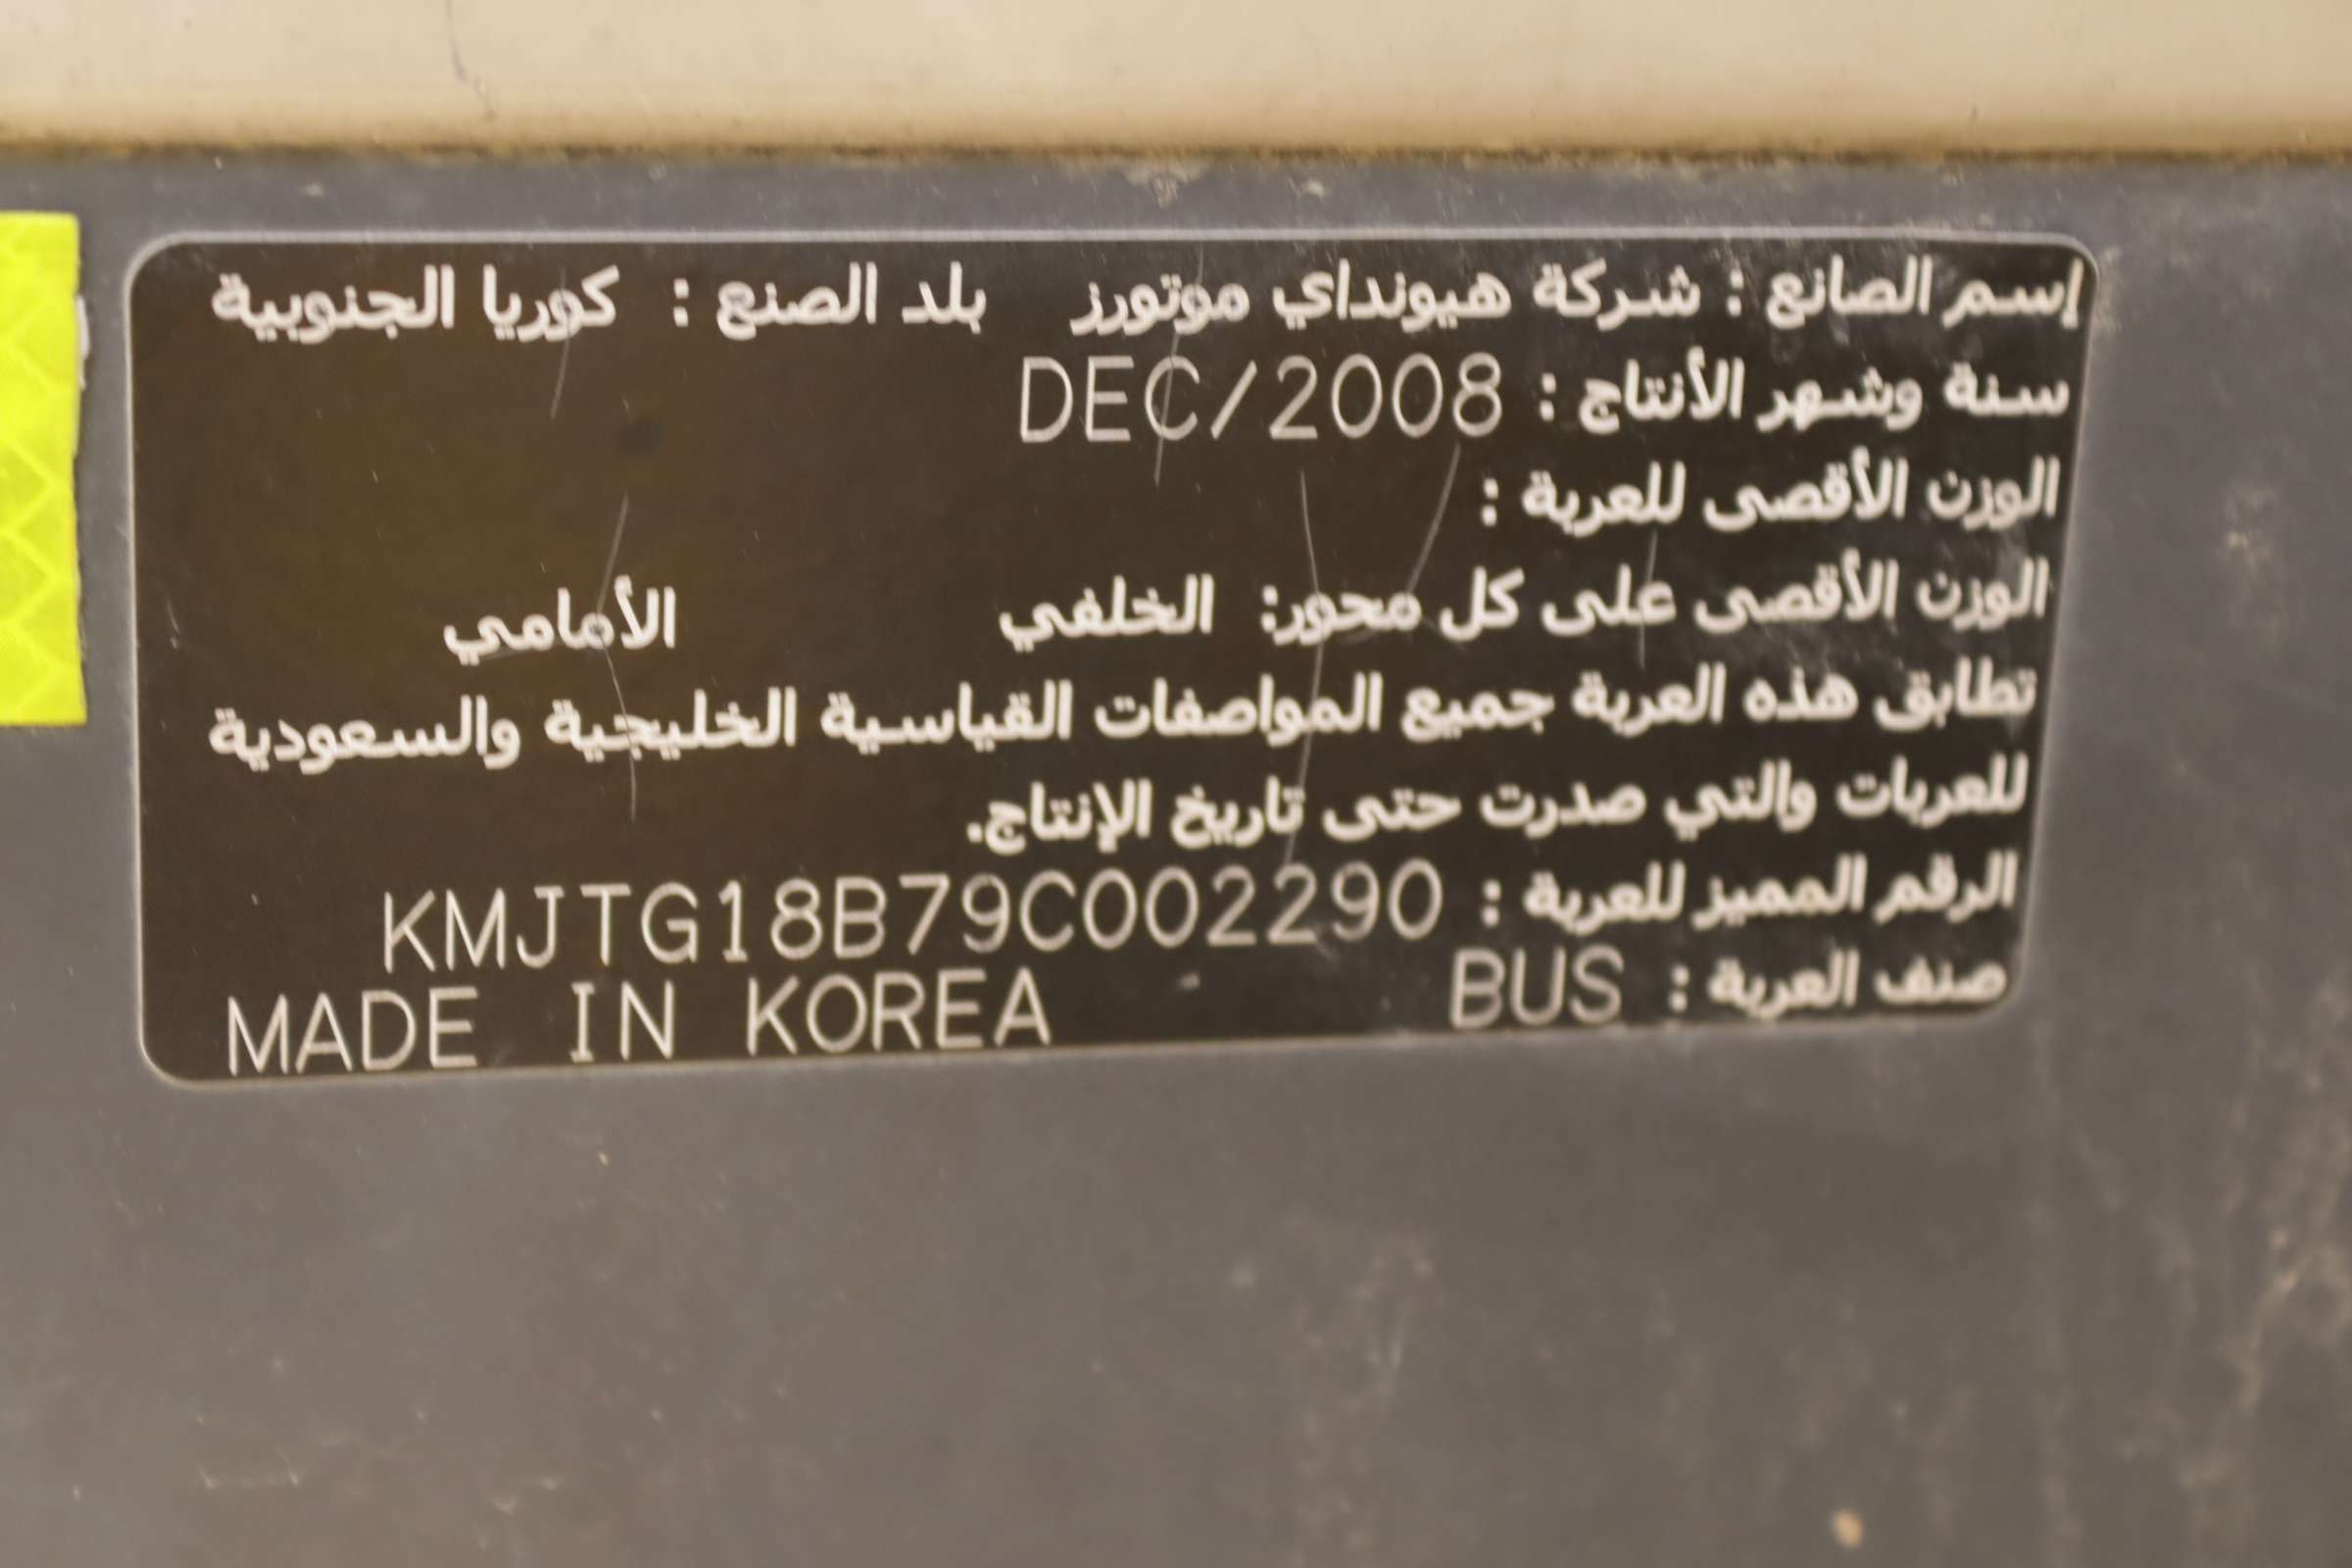 إسم الصانع : شركة هيونداي موتورز بلد الصنع : كوريا الجنوبية
سنة وشهر الأنتاج : DEC/2008
الوزن الأقصى للعربة :
الوزن الأقصى على كل محور: الخلفي الأمامي
تطابق هذه العربة جميع المواصفات القياسية الخليجية والسعودية
للعربات والتي صدرت حتى تاريخ الإنتاج.
الرقم المميز للعربة : KMJTG18B79C002290
صنف العربة : BUS MADE IN KOREA